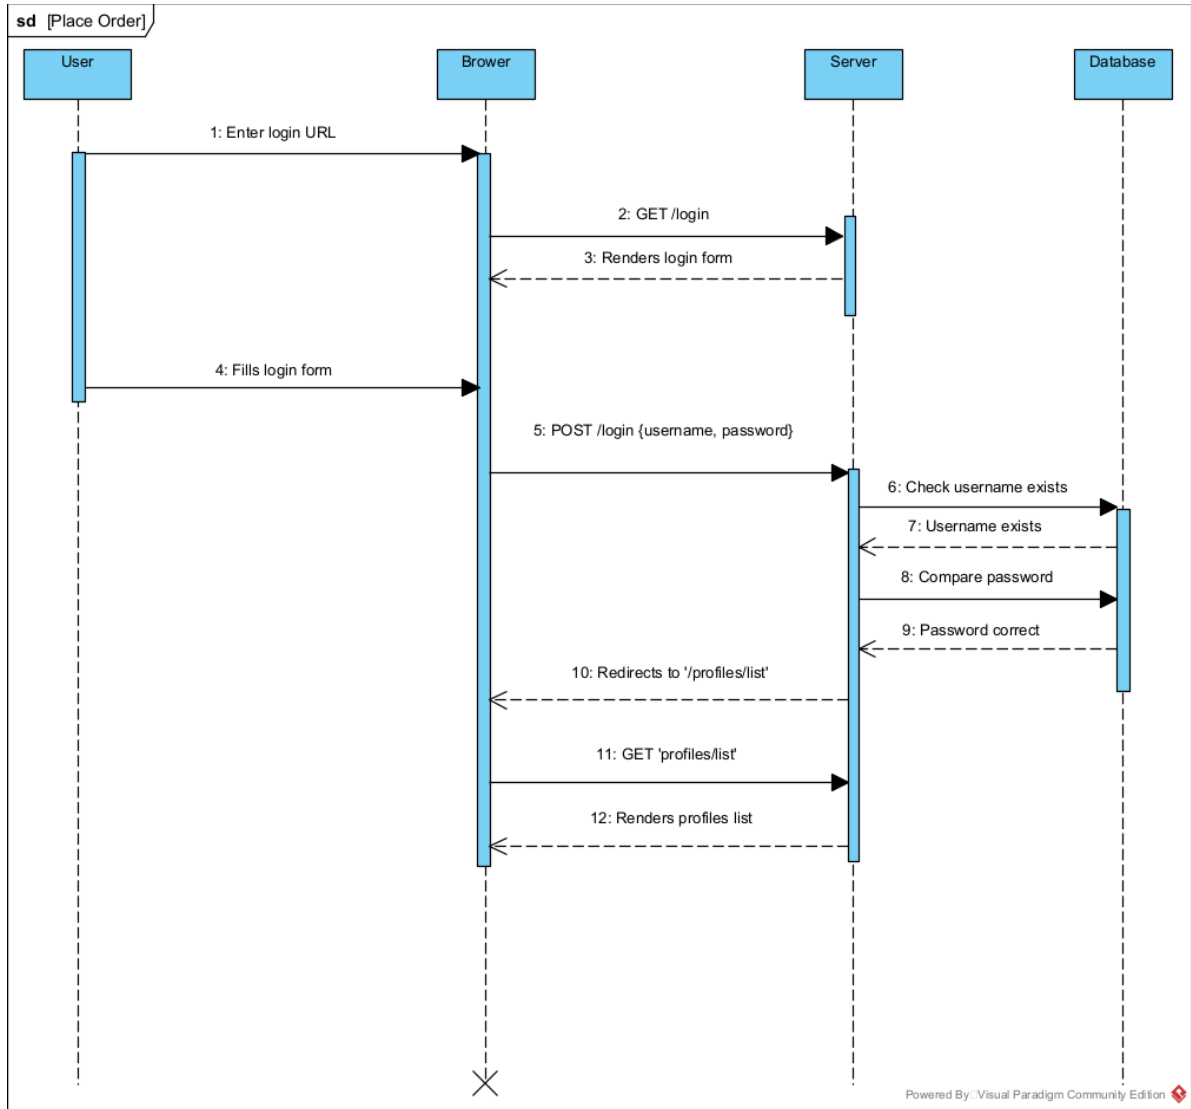 sd [Place Order]
User
Brower
Server
Database
1: Enter login URL
2: GET /login
3: Renders login form
4: Fills login form
5: POST /login {username, password}
6: Check username exists
7: Username exists
8: Compare password
9: Password correct
10: Redirects to '/profiles/list'
11: GET 'profiles/list'
12: Renders profiles list
Powered By Visual Paradigm Community Edition